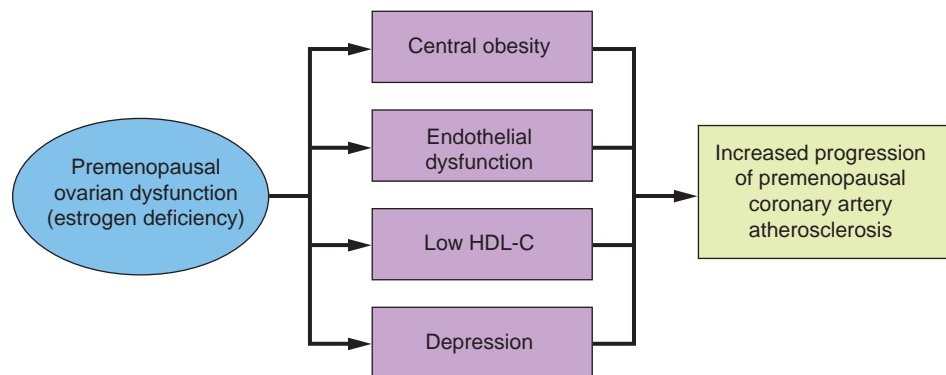 Premenopausal
ovarian dysfunction
(estrogen deficiency)
Central obesity
Endothelial
dysfunction
Low HDL-C
Depression
Increased progression
of premenopausal
coronary artery
atherosclerosis